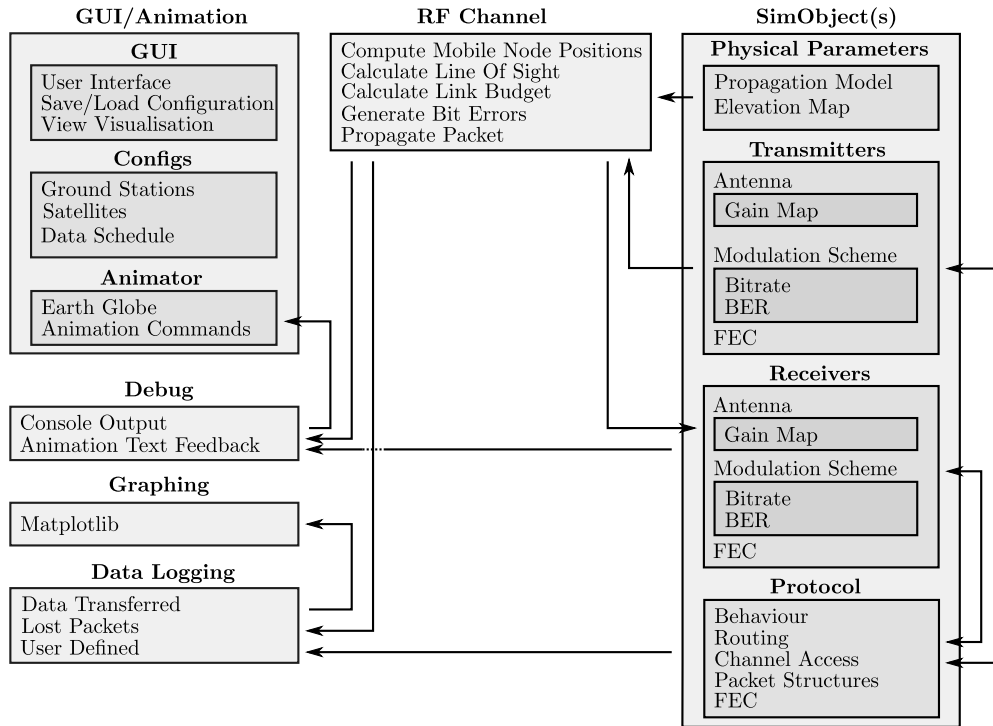 GUI/Animation
GUI
User Interface
Save/Load Configuration
View Visualisation
Configs
Ground Stations
Satellites
Data Schedule
Animator
Earth Globe
Animation Commands
Debug
Console Output
Animation Text Feedback
Graphing
Matplotlib
Data Logging
Data Transferred
Lost Packets
User Defined
RF Channel
Compute Mobile Node Positions
Calculate Line Of Sight
Calculate Link Budget
Generate Bit Errors
Propagate Packet
SimObject(s)
Physical Parameters
Propagation Model
Elevation Map
Transmitters
Antenna
Gain Map
Modulation Scheme
Bitrate
BER
FEC
Receivers
Antenna
Gain Map
Modulation Scheme
Bitrate
BER
FEC
Protocol
Behaviour
Routing
Channel Access
Packet Structures
FEC